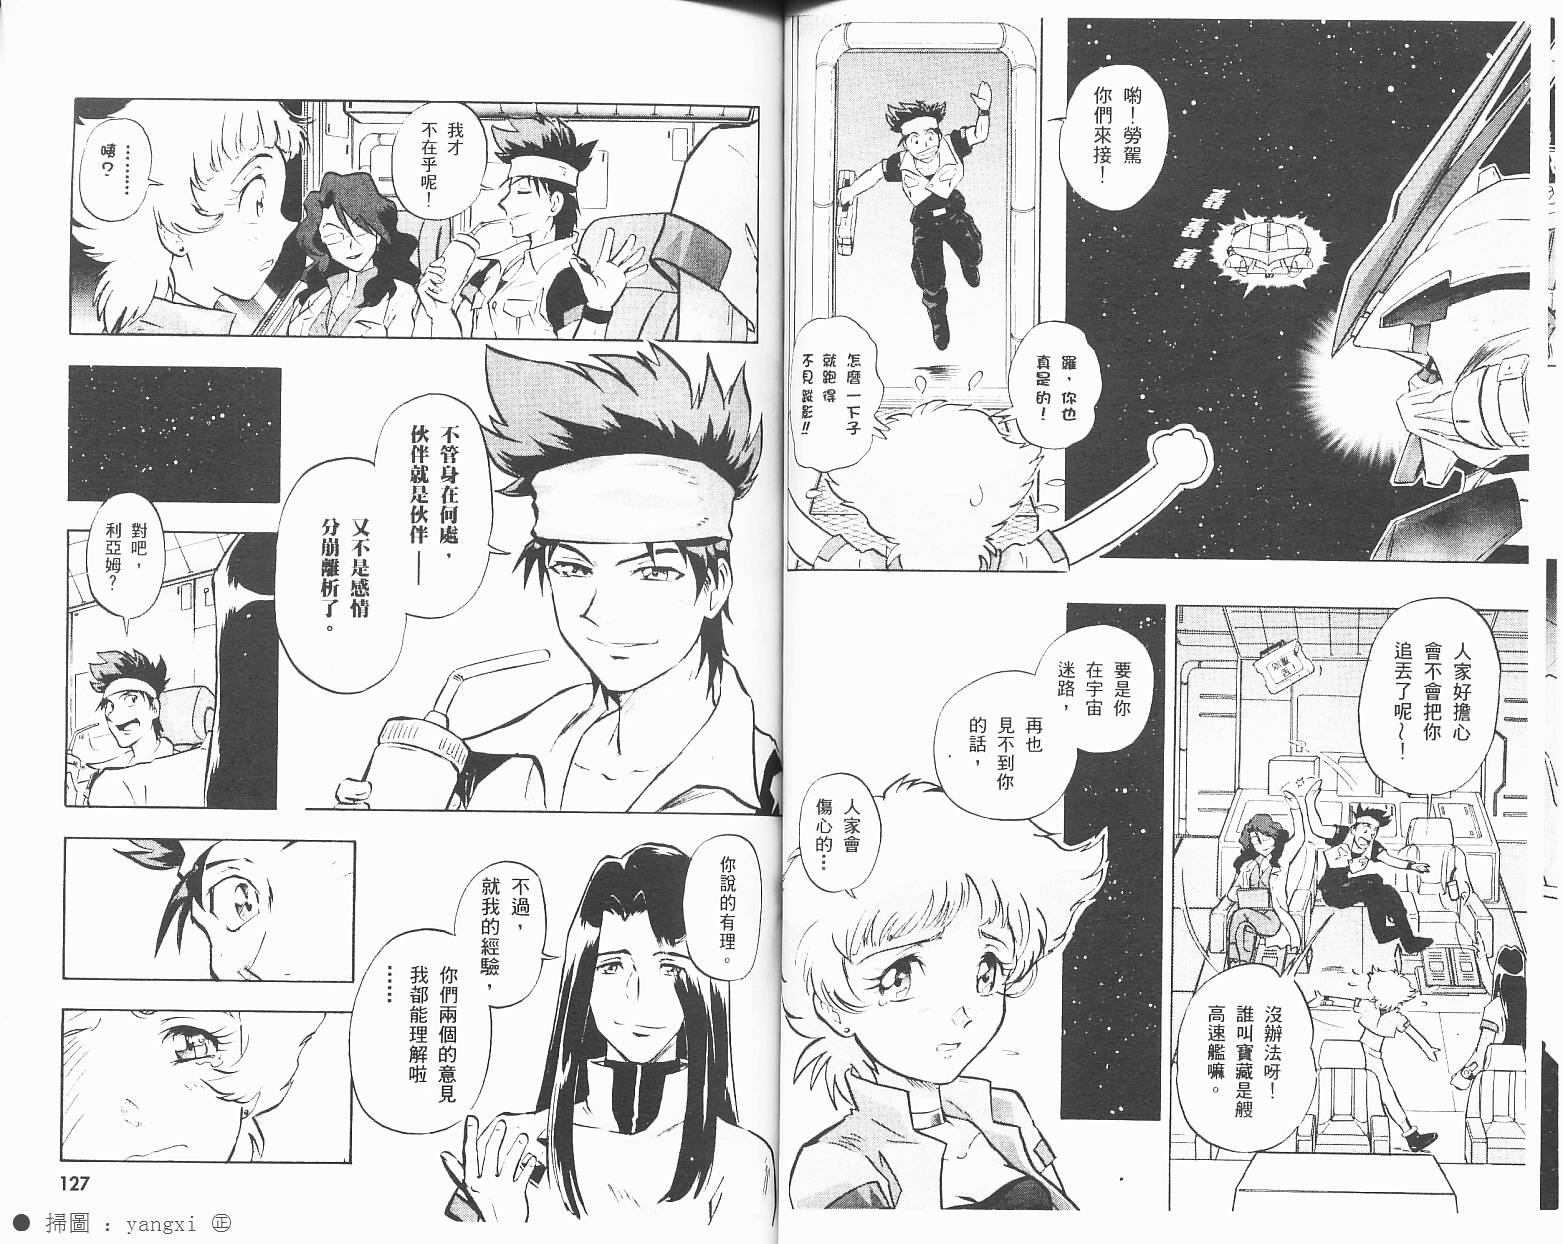 喲！勞駕
你們來接！
轟
轟
轟
轟
羅，你也
真是的！
怎麼一下子
就跑得
不見蹤影!!
人家好擔心
會不會把你
追丟了呢～！
沒辦法呀！
誰叫寶藏是艘
高速艦嘛。
要是你
在宇宙
迷路，
再也
見不到你
的話，
人家會
傷心的…
我才
不在乎呢！
………
咦？
不管身在何處，
伙伴就是伙伴——
又不是感情
分崩離析了。
對吧，
利亞姆？
你說的有理。
不過，
就我的經驗，
你們兩個的意見
我都能理解啦
……
127
● 掃圖 : yangxi ㊣